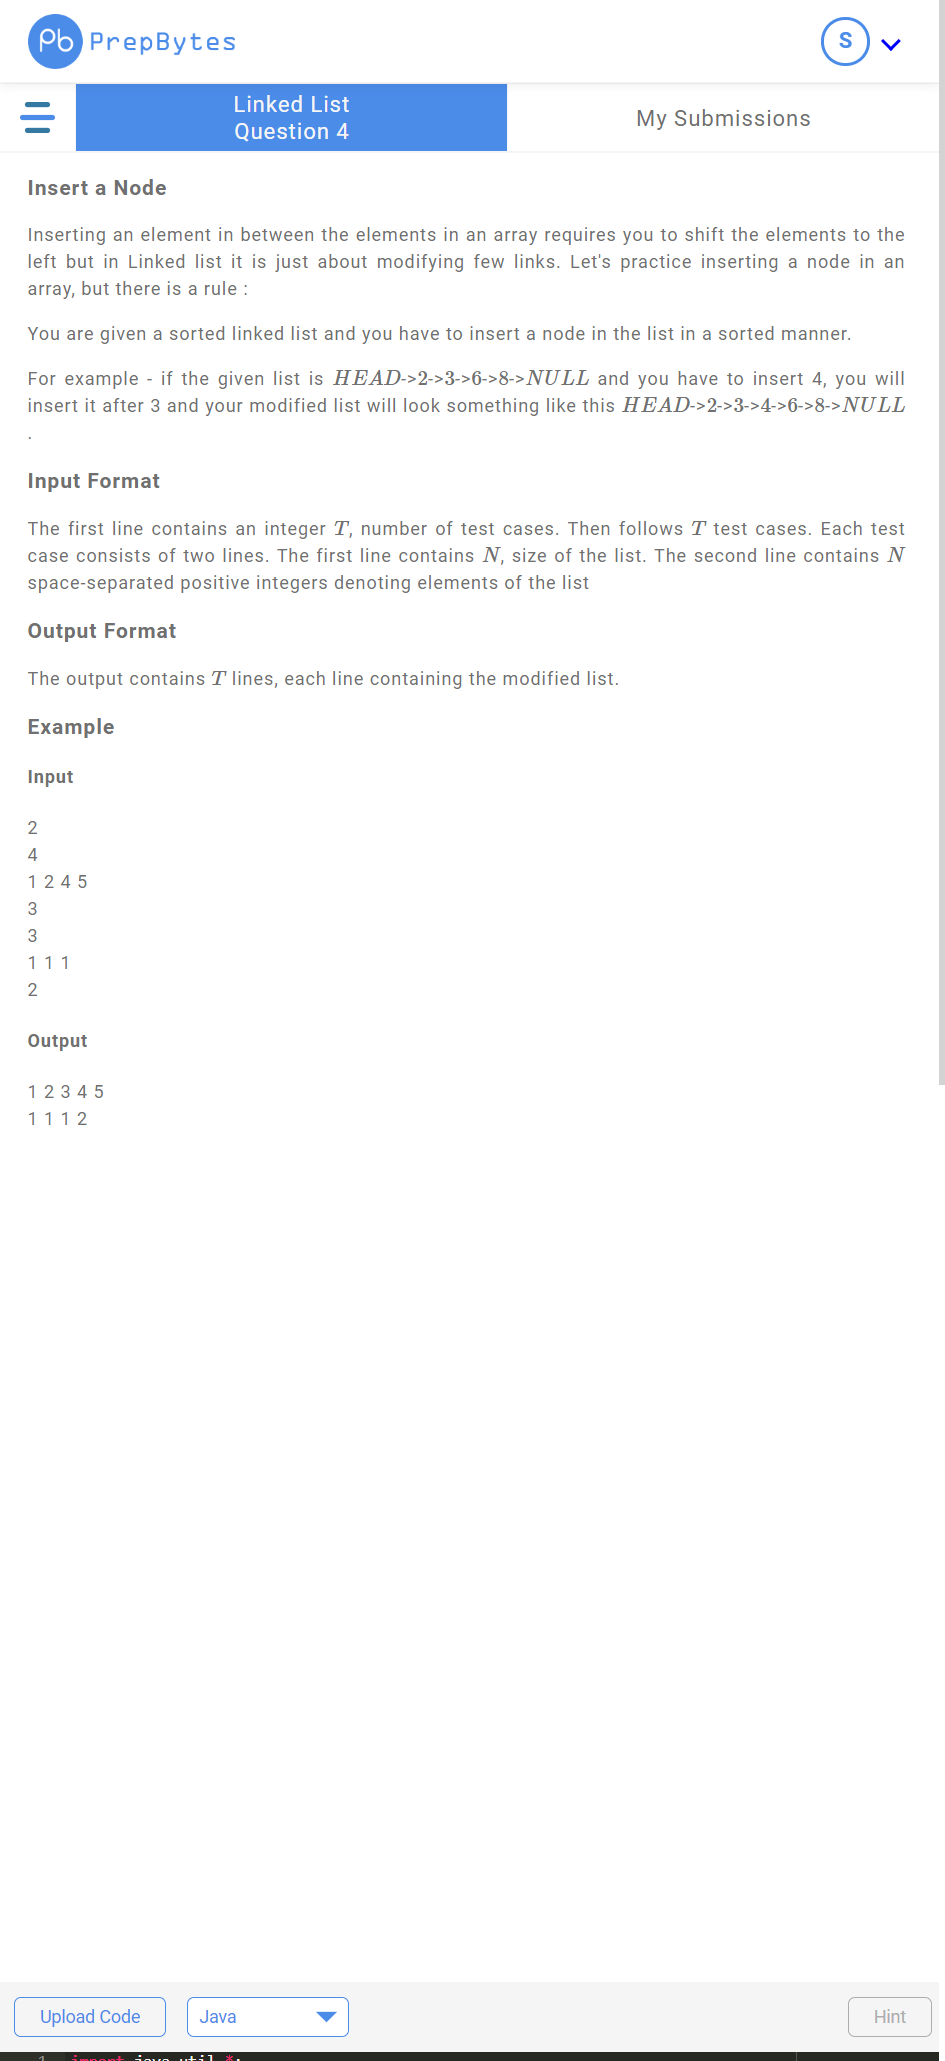 Pb PrepBytes
S
Linked List
Question 4
My Submissions
Insert a Node
Inserting an element in between the elements in an array requires you to shift the elements to the
left but in Linked list it is just about modifying few links. Let's practice inserting a node in an
array, but there is a rule :
You are given a sorted linked list and you have to insert a node in the list in a sorted manner.
For example - if the given list is HEAD->2->3->6->8->NULL and you have to insert 4, you will
insert it after 3 and your modified list will look something like this HEAD->2->3->4->6->8->NULL
.
Input Format
The first line contains an integer T, number of test cases. Then follows T test cases. Each test
case consists of two lines. The first line contains N, size of the list. The second line contains N
space-separated positive integers denoting elements of the list
Output Format
The output contains T lines, each line containing the modified list.
Example
Input
2
4
1 2 4 5
3
3
1 1 1
2
Output
1 2 3 4 5
1 1 1 2
Upload Code
Java
Hint
1 import java.util.*;